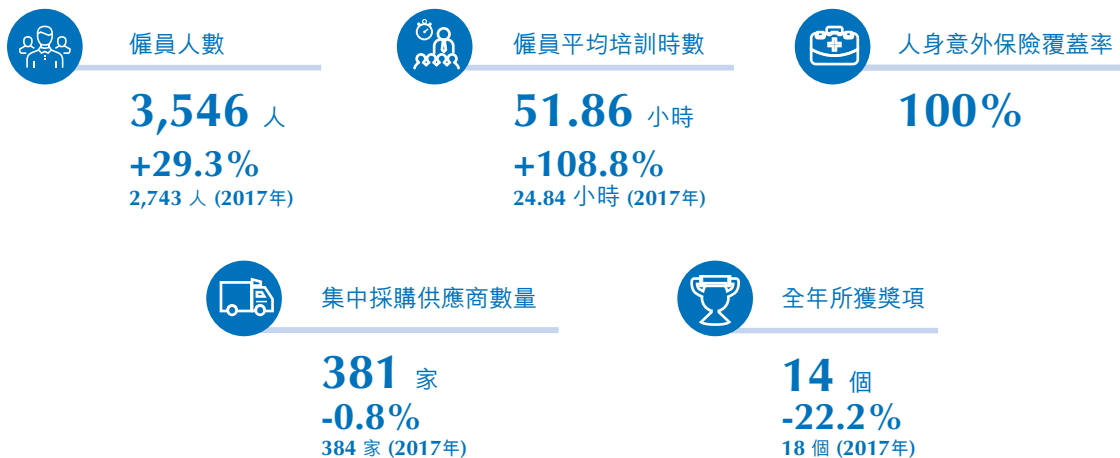 僱員人數
3,546 人
+29.3%
2,743 人 (2017年)
僱員平均培訓時數
51.86 小時
+108.8%
24.84 小時 (2017年)
人身意外保險覆蓋率
100%
集中採購供應商數量
381 家
-0.8%
384 家 (2017年)
全年所獲獎項
14 個
-22.2%
18 個 (2017年)